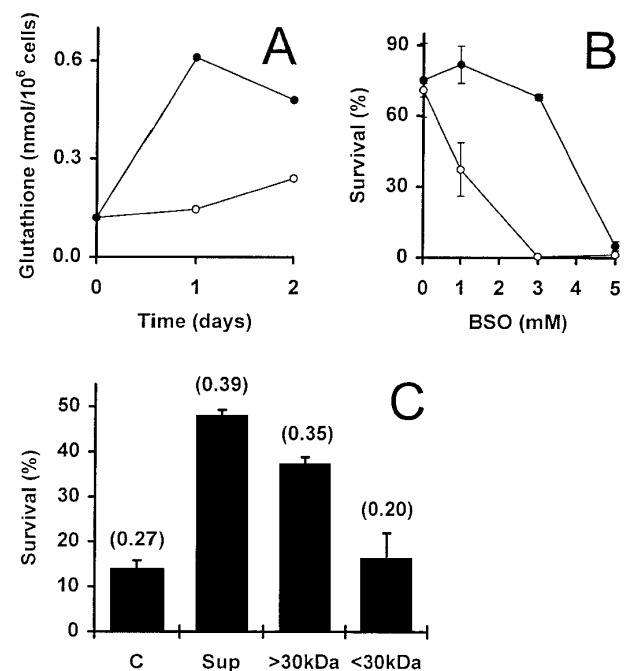 A
Glutathione (nmol/10⁶ cells)
0.6
0.3
0.0
0 1 2
Time (days)
B
Survival (%)
90
60
30
0
0 1 2 3 4 5
BSO (mM)
C
Survival (%)
50
40
30
20
10
0
(0.27)
(0.39)
(0.35)
(0.20)
C Sup >30kDa <30kDa